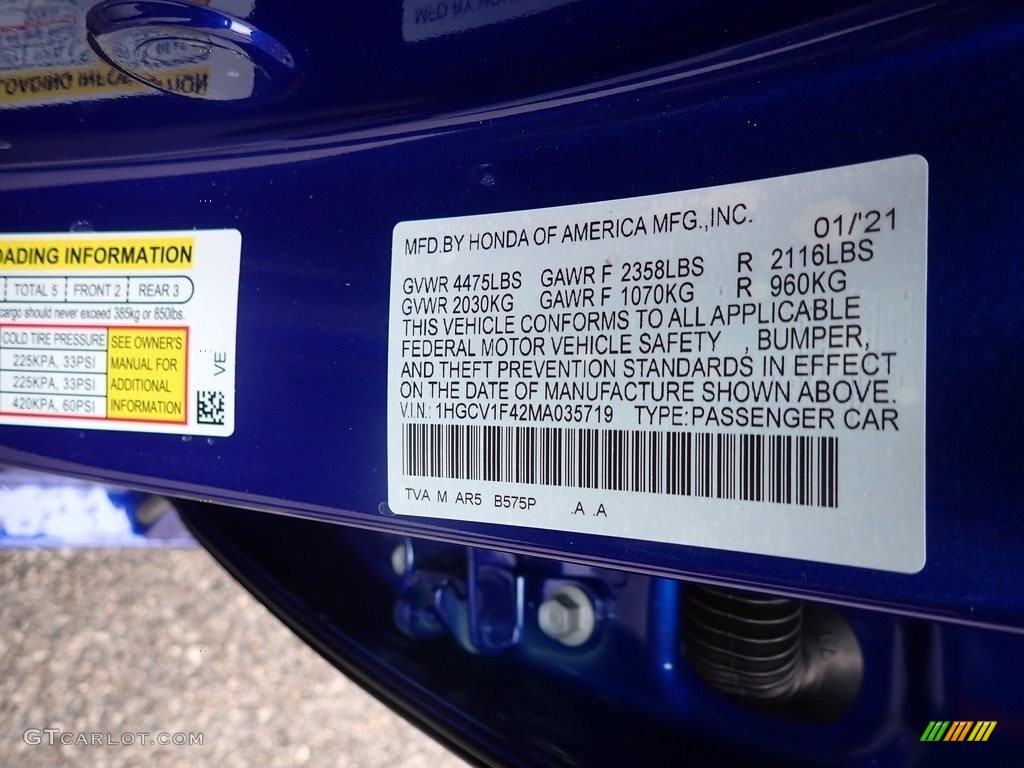 OADING INFORMATION
TOTAL 5 FRONT 2 REAR 3
cargo should never exceed 385kg or 850lbs.
COLD TIRE PRESSURE
225KPA, 33PSI
225KPA, 33PSI
420KPA, 60PSI
SEE OWNER'S
MANUAL FOR
ADDITIONAL
INFORMATION
VE
MFD.BY HONDA OF AMERICA MFG.,INC. 01/'21
GVWR 4475LBS GAWR F 2358LBS R 2116LBS
GVWR 2030KG GAWR F 1070KG R 960KG
THIS VEHICLE CONFORMS TO ALL APPLICABLE
FEDERAL MOTOR VEHICLE SAFETY , BUMPER,
AND THEFT PREVENTION STANDARDS IN EFFECT
ON THE DATE OF MANUFACTURE SHOWN ABOVE.
V.I.N.: 1HGCV1F42MA035719 TYPE:PASSENGER CAR
TVA M AR5 B575P .A .A
GTcarlot.com